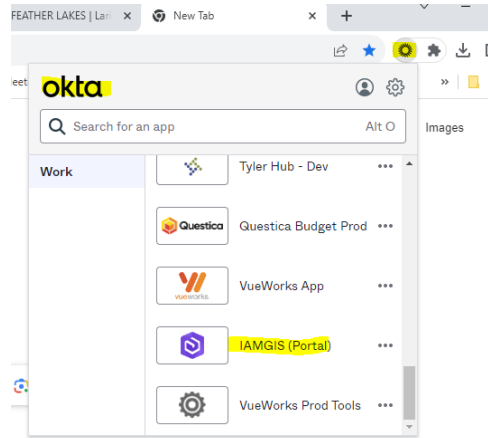 FEATHER LAKES | Lar
New Tab
eet
okta
Search for an app
Alt O
Images
Work
Tyler Hub - Dev
Questica
Questica Budget Prod
vueworks
VueWorks App
IAMGIS (Portal)
VueWorks Prod Tools